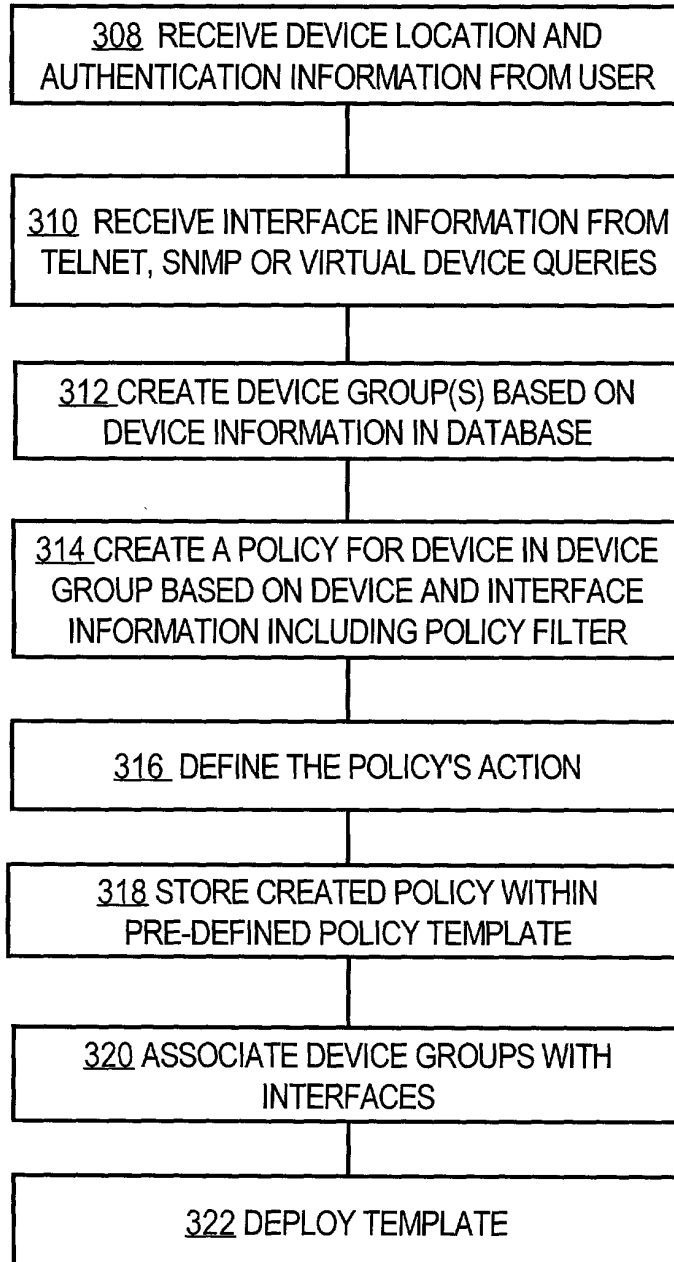 308 RECEIVE DEVICE LOCATION AND
AUTHENTICATION INFORMATION FROM USER
310 RECEIVE INTERFACE INFORMATION FROM
TELNET, SNMP OR VIRTUAL DEVICE QUERIES
312 CREATE DEVICE GROUP(S) BASED ON
DEVICE INFORMATION IN DATABASE
314 CREATE A POLICY FOR DEVICE IN DEVICE
GROUP BASED ON DEVICE AND INTERFACE
INFORMATION INCLUDING POLICY FILTER
316 DEFINE THE POLICY'S ACTION
318 STORE CREATED POLICY WITHIN
PRE-DEFINED POLICY TEMPLATE
320 ASSOCIATE DEVICE GROUPS WITH
INTERFACES
322 DEPLOY TEMPLATE